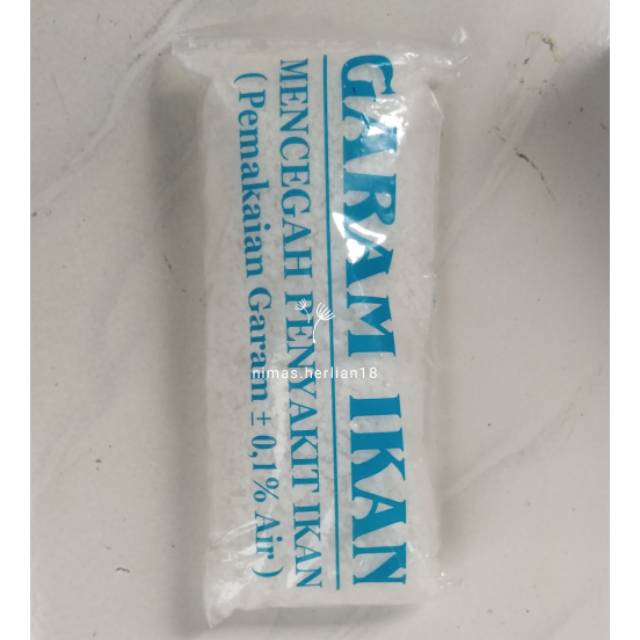 GARAM IKAN
MENCEGAH PENYAKIT IKAN
( Pemakaian Garam ± 0,1% Air )
nimas.herlian18